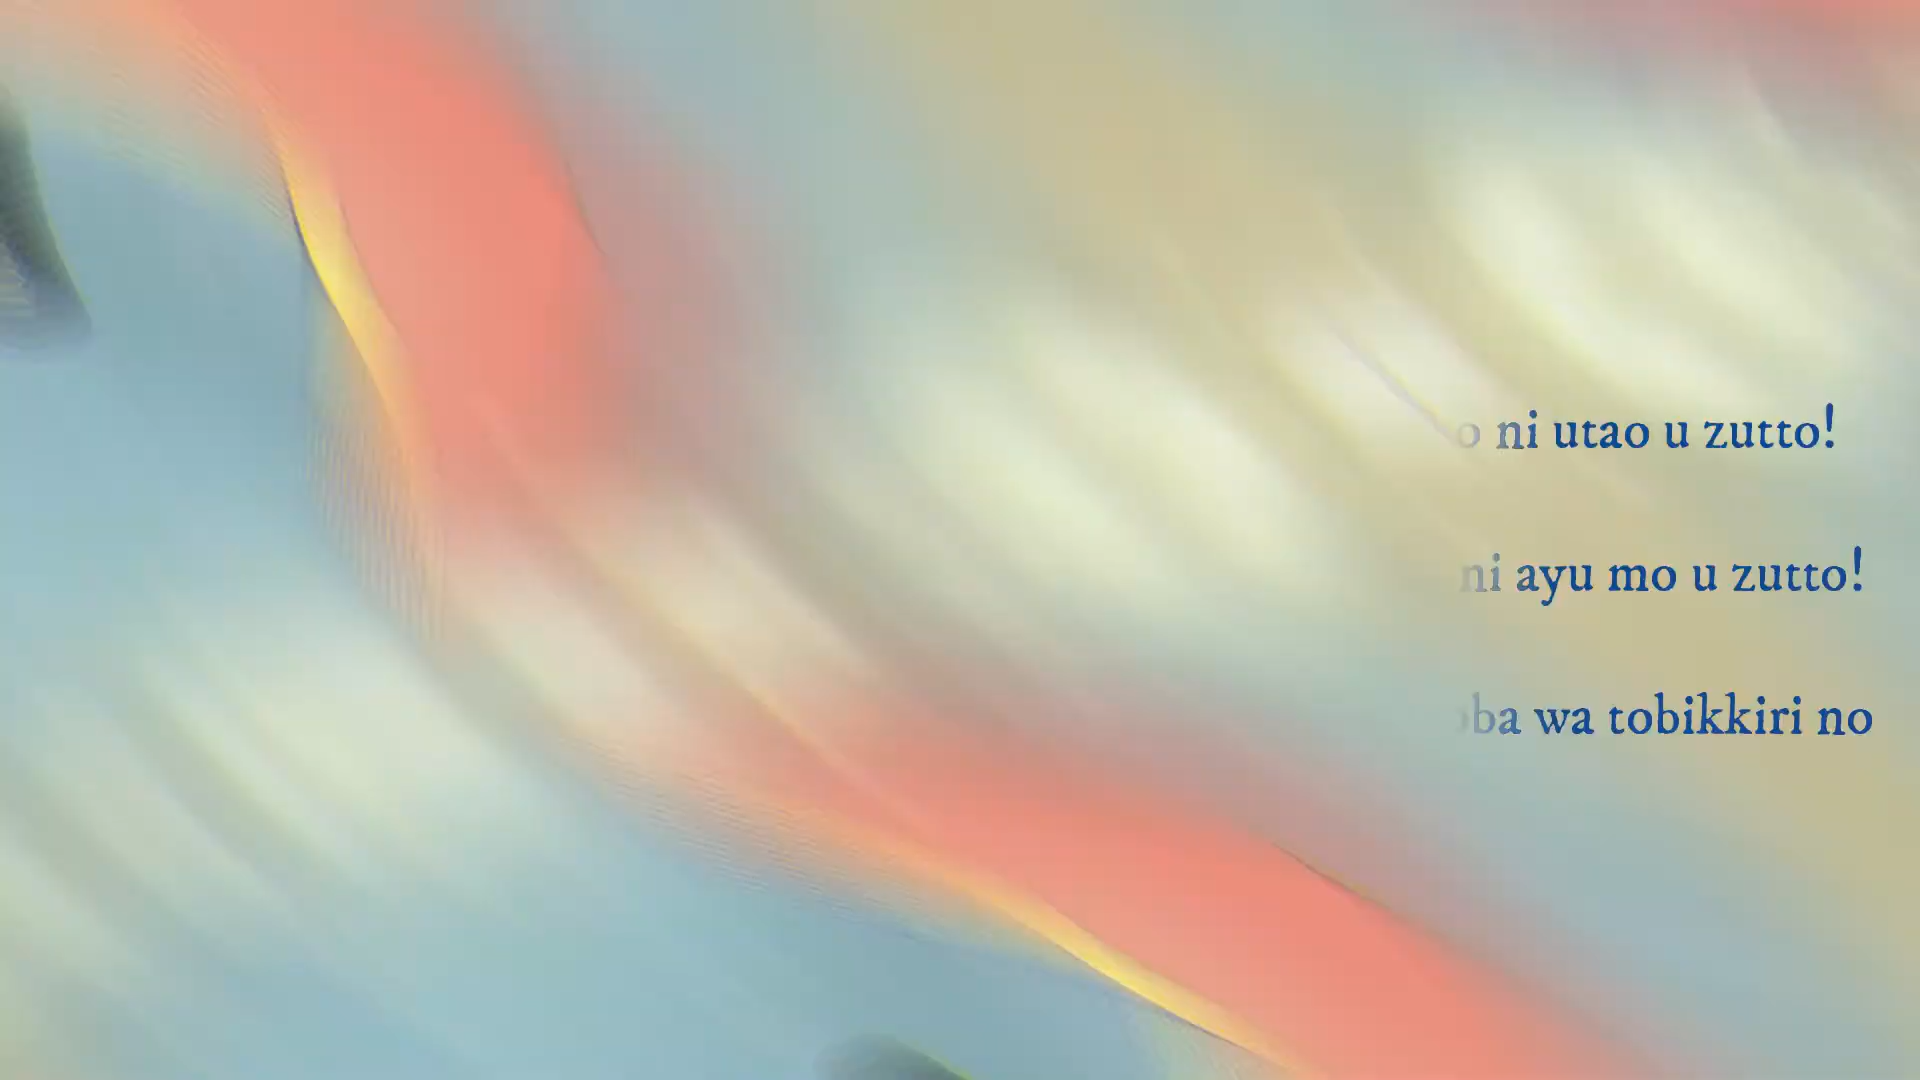 o ni utao u zutto!
ni ayu mo u zutto!
ba wa tobikkiri no